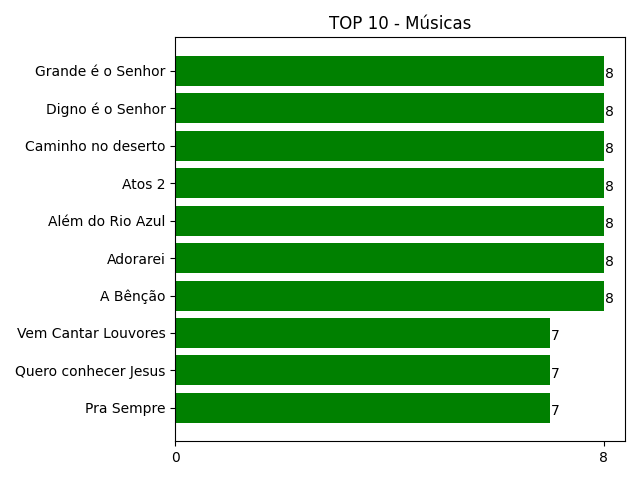 TOP 10 - Músicas
Grande é o Senhor 8
Digno é o Senhor 8
Caminho no deserto 8
Atos 2 8
Além do Rio Azul 8
Adorarei 8
A Bênção 8
Vem Cantar Louvores 7
Quero conhecer Jesus 7
Pra Sempre 7
0 8